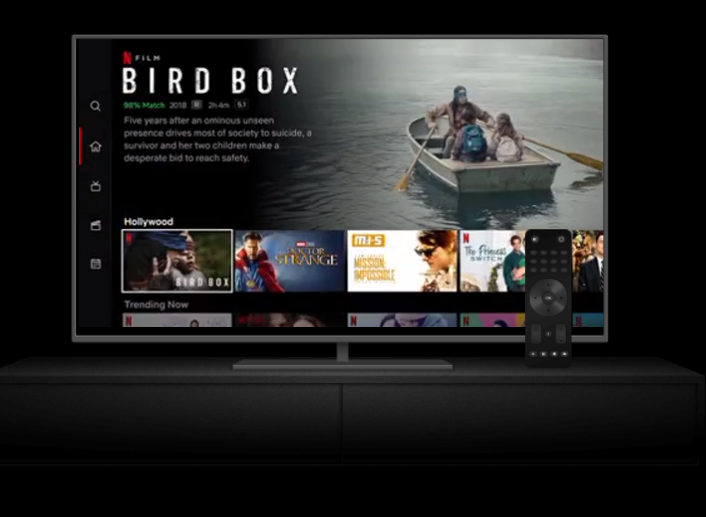 N FILM
BIRD BOX
98% Match 2018 2h 4m 5.1
Five years after an ominous unseen
presence drives most of society to suicide, a
survivor and her two children make a
desperate bid to reach safety.
Hollywood
N
BIRD BOX
DOCTOR
STRANGE
M:I-5
MISSION:
IMPOSSIBLE
N
The Princess
SWITCH
Trending Now
N
N
N